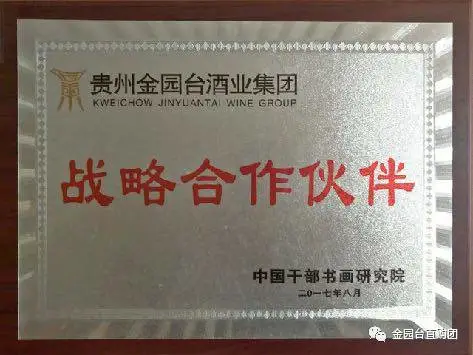 贵州金园台酒业集团
KWEICHOW JINYUANTAI WINE GROUP
战略合作伙伴
中国干部书画研究院
二〇一七年八月
金园台直购团